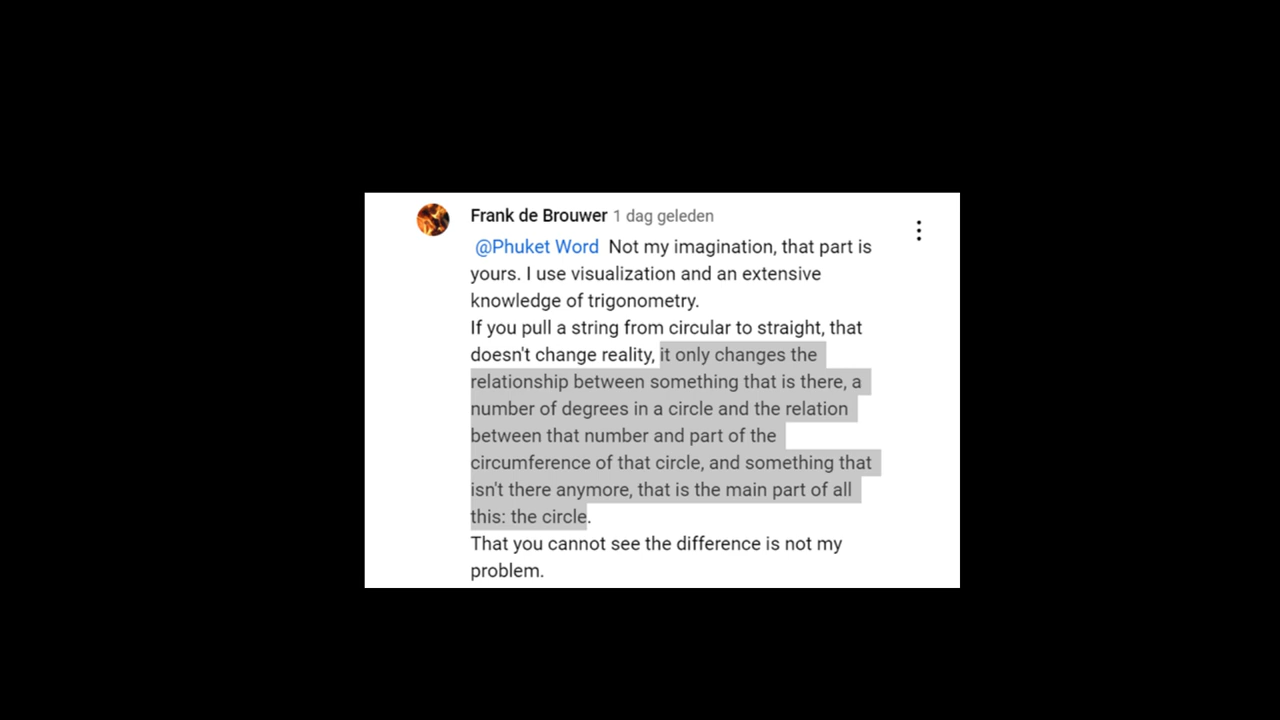 Frank de Brouwer 1 dag geleden
@Phuket Word Not my imagination, that part is
yours. I use visualization and an extensive
knowledge of trigonometry.
If you pull a string from circular to straight, that
doesn't change reality, it only changes the
relationship between something that is there, a
number of degrees in a circle and the relation
between that number and part of the
circumference of that circle, and something that
isn't there anymore, that is the main part of all
this: the circle.
That you cannot see the difference is not my
problem.